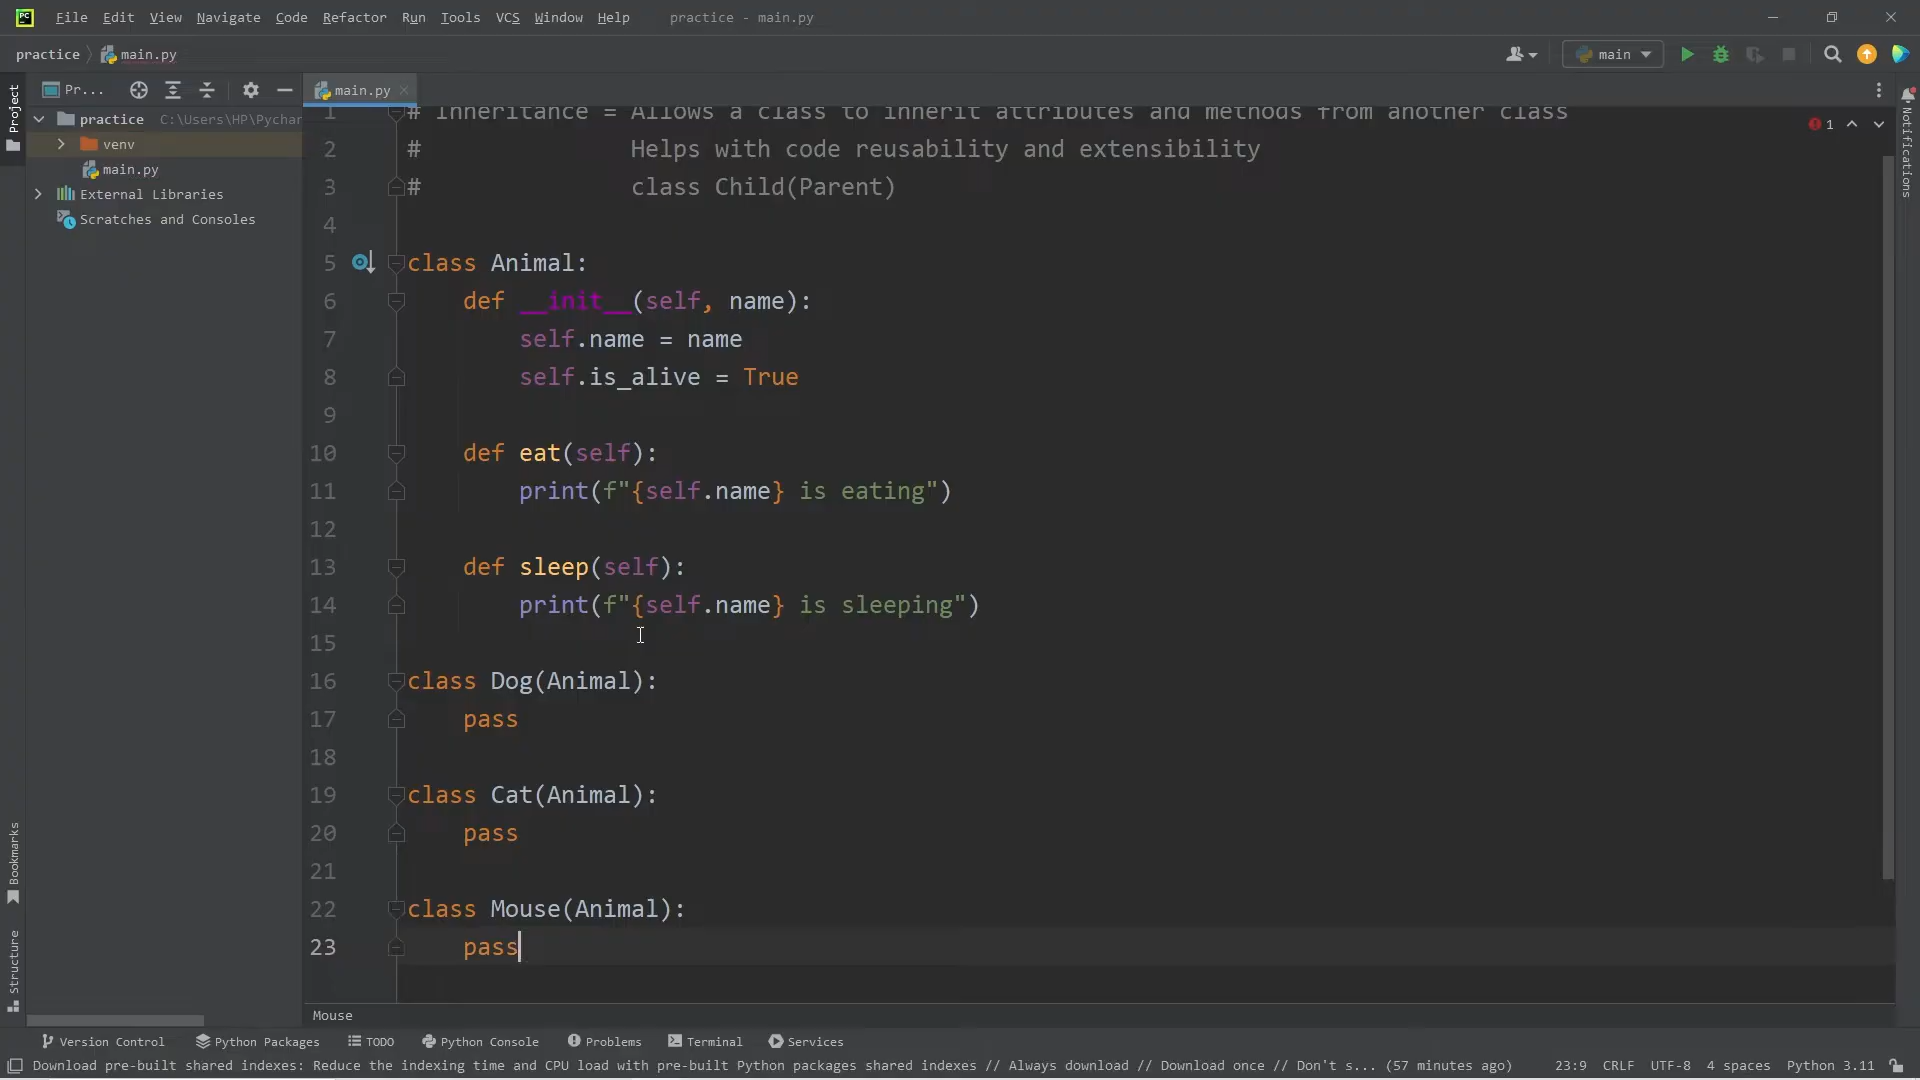 PC File Edit View Navigate Code Refactor Run Tools VCS Window Help practice - main.py
practice main.py main
Pr... main.py
Project
practice C:\Users\HP\Pychar
venv
main.py
External Libraries
Scratches and Consoles
Bookmarks
Structure
Notifications
1
1 # Inheritance = Allows a class to inherit attributes and methods from another class
2 # Helps with code reusability and extensibility
3 # class Child(Parent)
4
5 class Animal:
6 def __init__(self, name):
7 self.name = name
8 self.is_alive = True
9
10 def eat(self):
11 print(f"{self.name} is eating")
12
13 def sleep(self):
14 print(f"{self.name} is sleeping")
15
16 class Dog(Animal):
17 pass
18
19 class Cat(Animal):
20 pass
21
22 class Mouse(Animal):
23 pass
Mouse
Version Control Python Packages TODO Python Console Problems Terminal Services
Download pre-built shared indexes: Reduce the indexing time and CPU load with pre-built Python packages shared indexes // Always download // Download once // Don't s... (57 minutes ago) 23:9 CRLF UTF-8 4 spaces Python 3.11